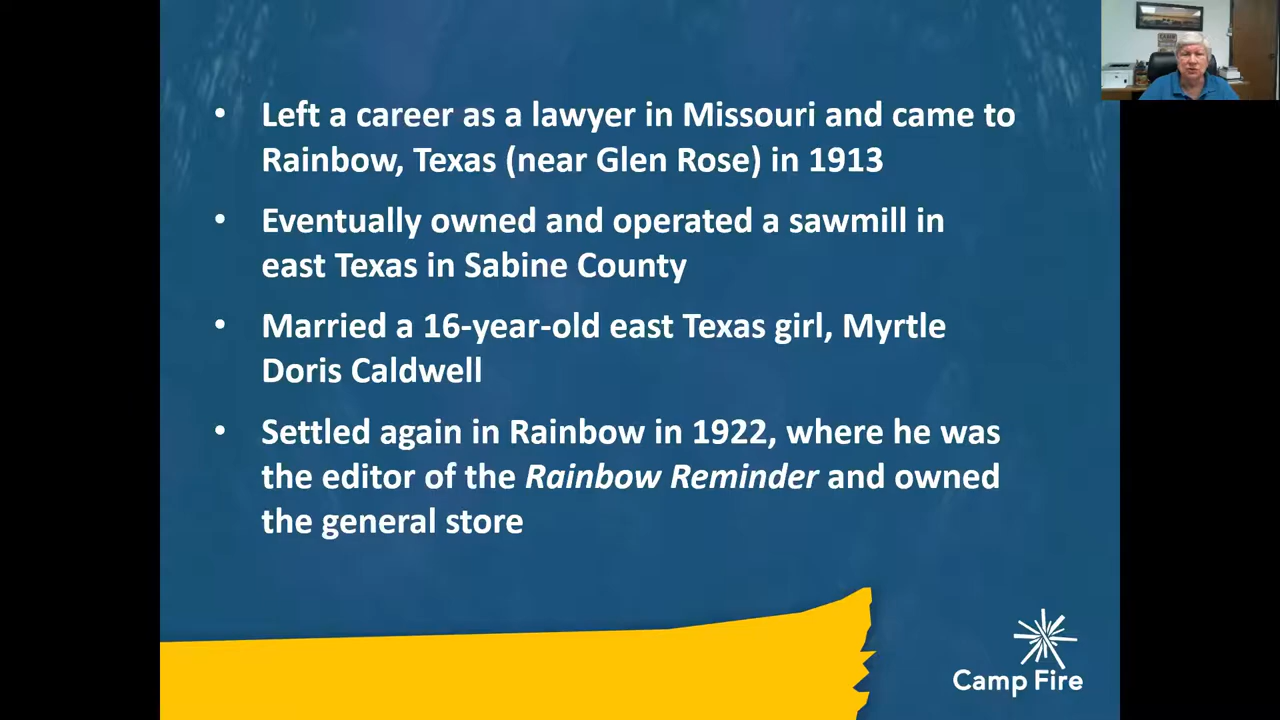 • Left a career as a lawyer in Missouri and came to
Rainbow, Texas (near Glen Rose) in 1913
• Eventually owned and operated a sawmill in
east Texas in Sabine County
• Married a 16-year-old east Texas girl, Myrtle
Doris Caldwell
• Settled again in Rainbow in 1922, where he was
the editor of the Rainbow Reminder and owned
the general store
Camp Fire